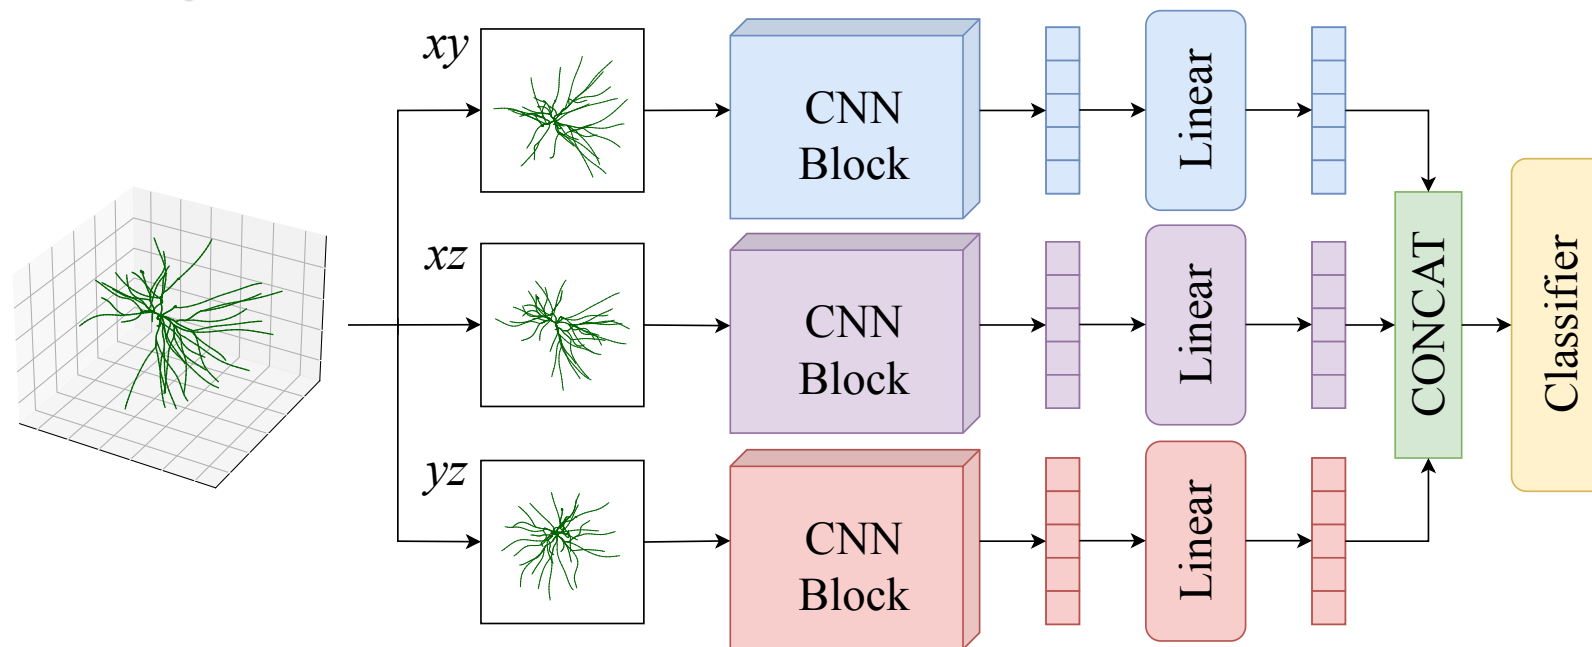 xy
CNN
Block
Linear
xz
CNN
Block
Linear
CONCAT
Classifier
yz
CNN
Block
Linear